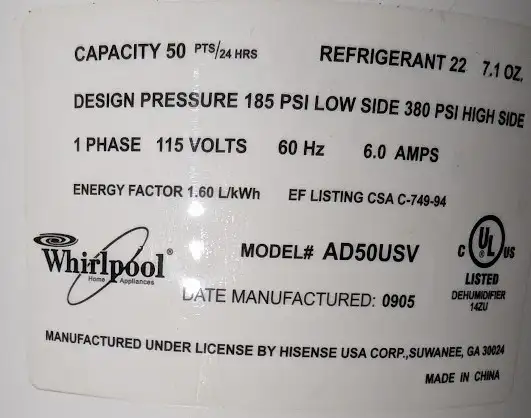 CAPACITY 50 PTS/24 HRS REFRIGERANT 22 7.1 OZ.
DESIGN PRESSURE 185 PSI LOW SIDE 380 PSI HIGH SIDE
1 PHASE 115 VOLTS 60 Hz 6.0 AMPS
ENERGY FACTOR 1.60 L/kWh EF LISTING CSA C-749-94
Whirlpool®
Home Appliances
MODEL# AD50USV
C UL US
LISTED
DEHUMIDIFIER
14ZU
DATE MANUFACTURED: 0905
MANUFACTURED UNDER LICENSE BY HISENSE USA CORP.,SUWANEE, GA 30024
MADE IN CHINA